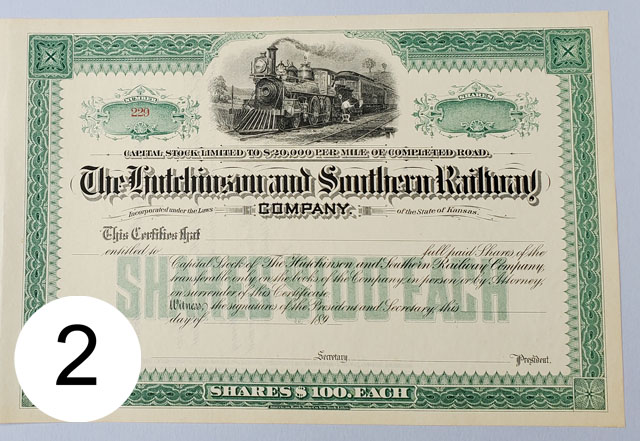 NUMBER
220
SHARES
CAPITAL STOCK LIMITED TO $20,000 PER MILE OF COMPLETED ROAD.
The Hutchinson and Southern Railway
Incorporated under the Laws
COMPANY.
of the State of Kansas.
This Certifies that
entitled to full paid Shares of the
Capital Stock of The Hutchinson and Southern Railway Company,
transferable only on the books of the Company, in person or by Attorney,
on surrender of this Certificate
Witness, the signatures of the President and Secretary, this
day of 189
SHARES $100 EACH
Secretary.
President.
SHARES $100. EACH
2